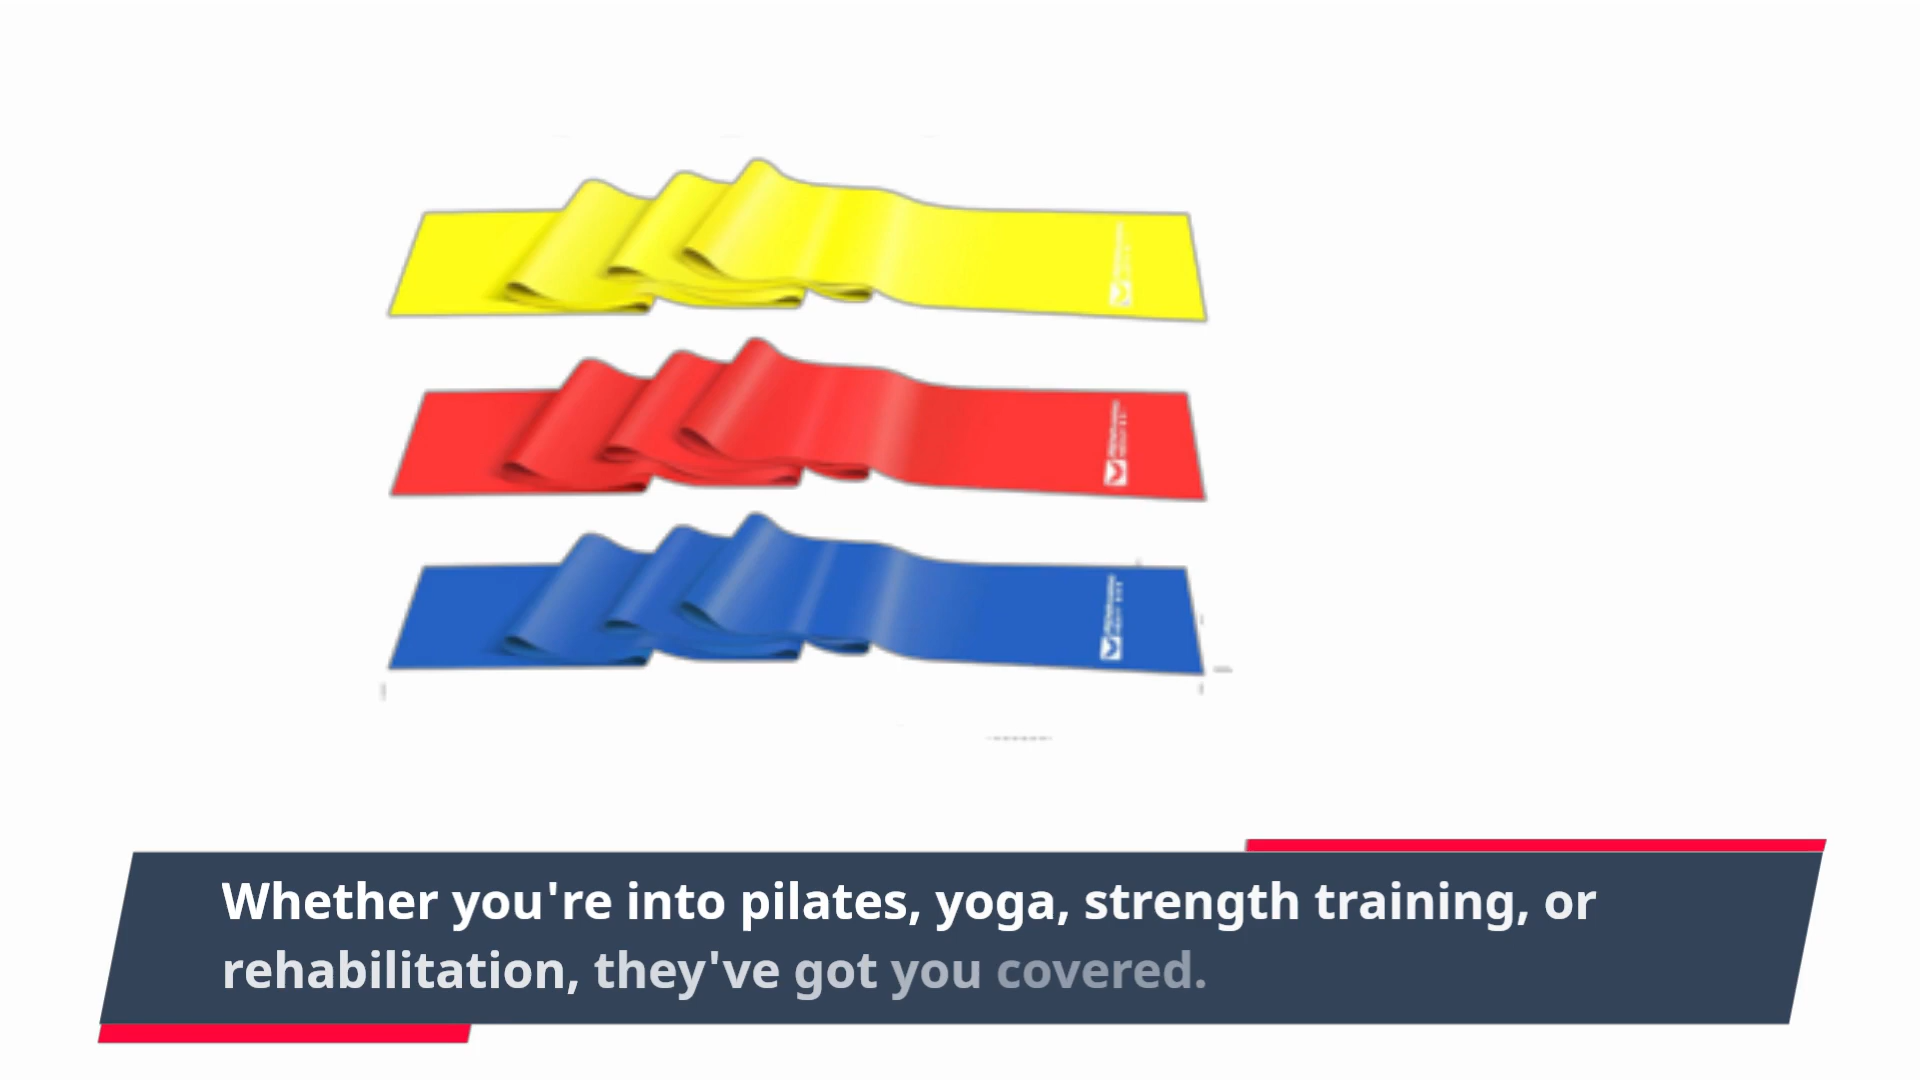 Whether you're into pilates, yoga, strength training, or
rehabilitation, they've got you covered.